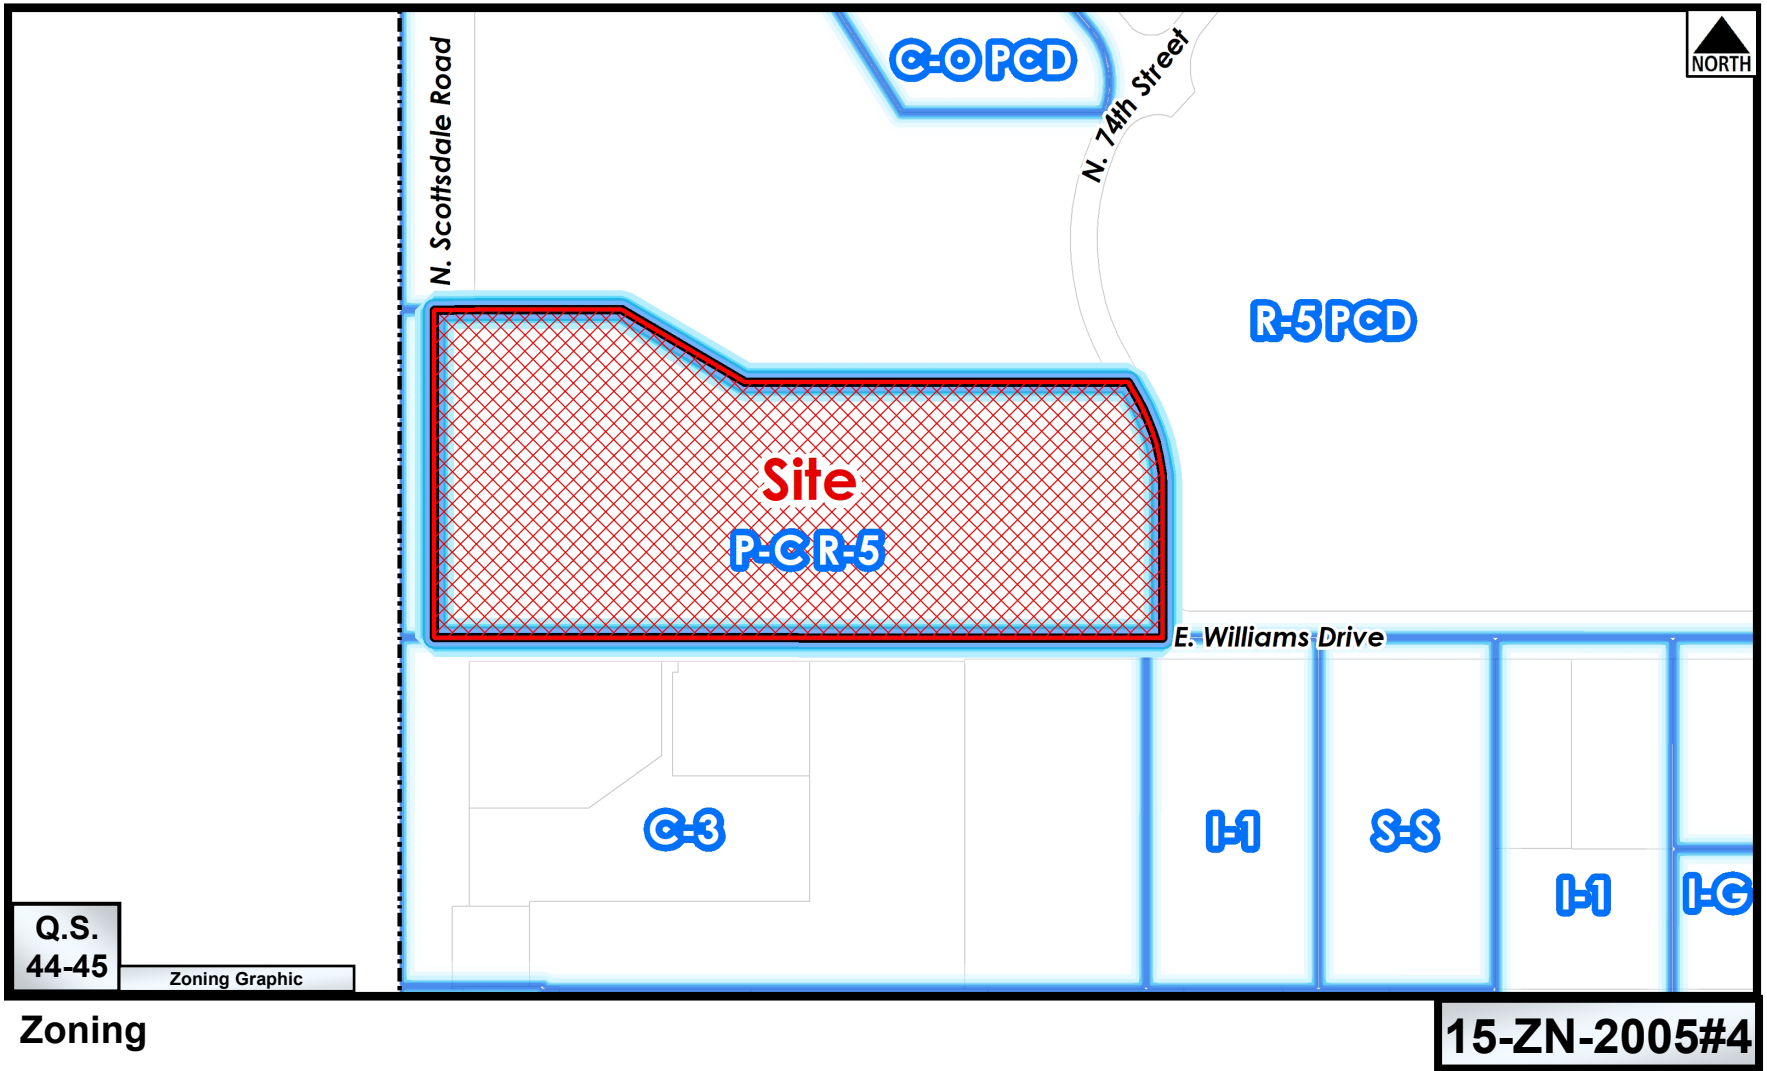 NORTH
C-O PCD
N. Scottsdale Road
N. 74th Street
R-5 PCD
Site
P-C R-5
E. Williams Drive
C-3
I-1
S-S
I-1
I-G
Q.S.
44-45
Zoning Graphic
Zoning
15-ZN-2005#4